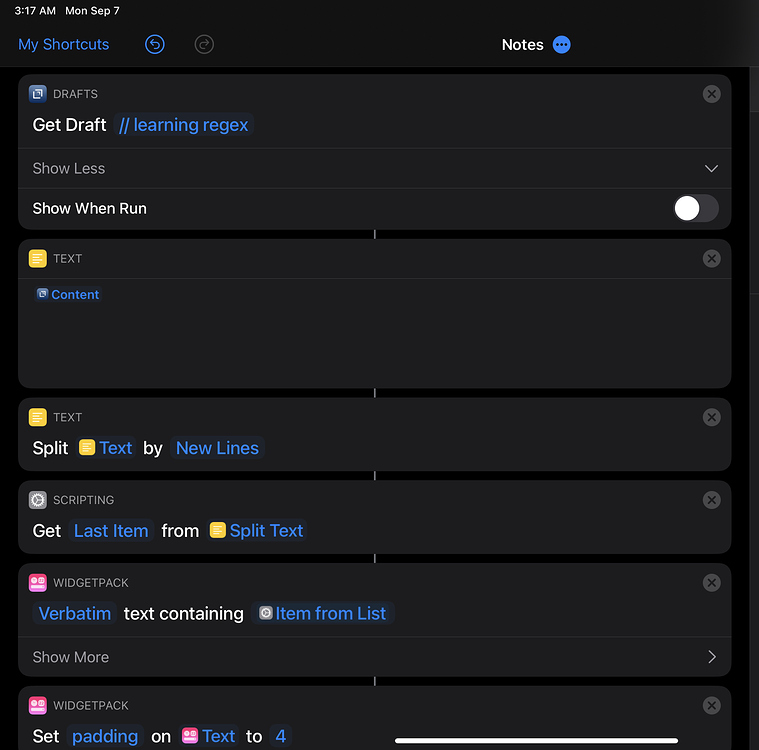 3:17 AM Mon Sep 7
My Shortcuts Notes
DRAFTS
Get Draft // learning regex
Show Less
Show When Run
TEXT
Content
TEXT
Split Text by New Lines
SCRIPTING
Get Last Item from Split Text
WIDGETPACK
Verbatim text containing Item from List
Show More
WIDGETPACK
Set padding on Text to 4